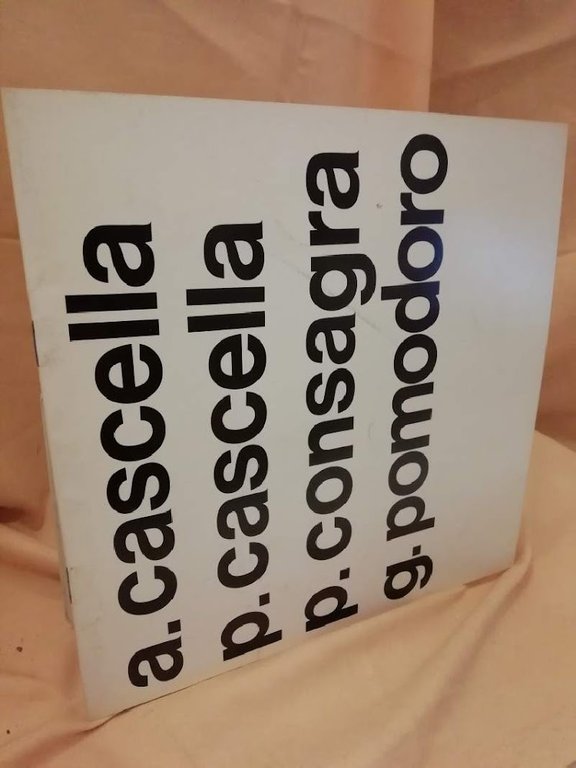 a. cascella
p. cascella
p. consagra
g. pomodoro